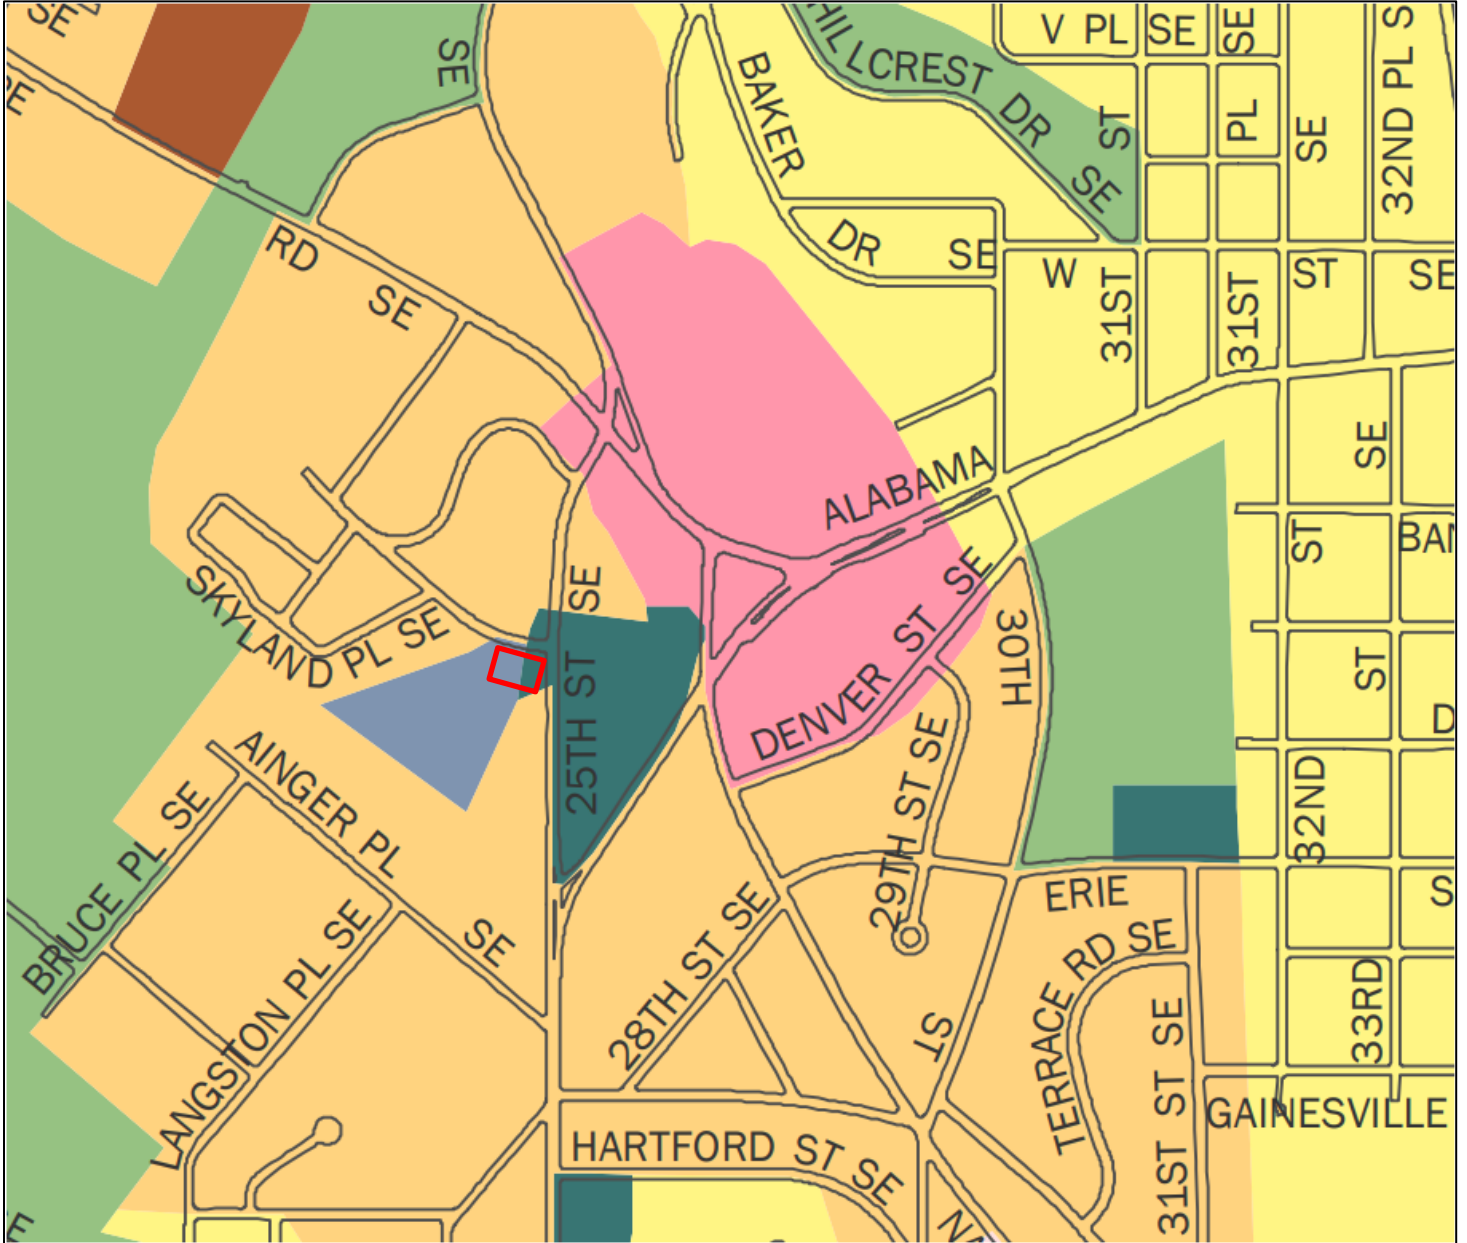 SE
SE
HILLCREST DR SE
V PL SE
SE
PL
ST
SE
32ND PL S
BAKER
DR SE
RD SE
W
ST SE
31ST
31ST
SE
ALABAMA
ST
BAN
SE
SE
DENVER ST
30TH
SKYLAND PL SE
25TH ST
ST
D
29TH ST SE
AINGER PL SE
BRUCE PL SE
32ND
ERIE
S
LANGSTON PL SE
28TH ST SE
TERRACE RD SE
33RD
ST
31ST ST SE
GAINESVILLE
HARTFORD ST SE
NA